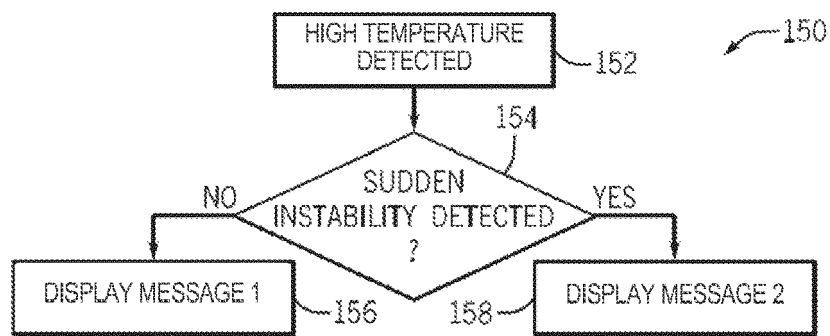 HIGH TEMPERATURE
DETECTED
150
152
154
SUDDEN
INSTABILITY DETECTED
?
NO
YES
DISPLAY MESSAGE 1
156
158
DISPLAY MESSAGE 2